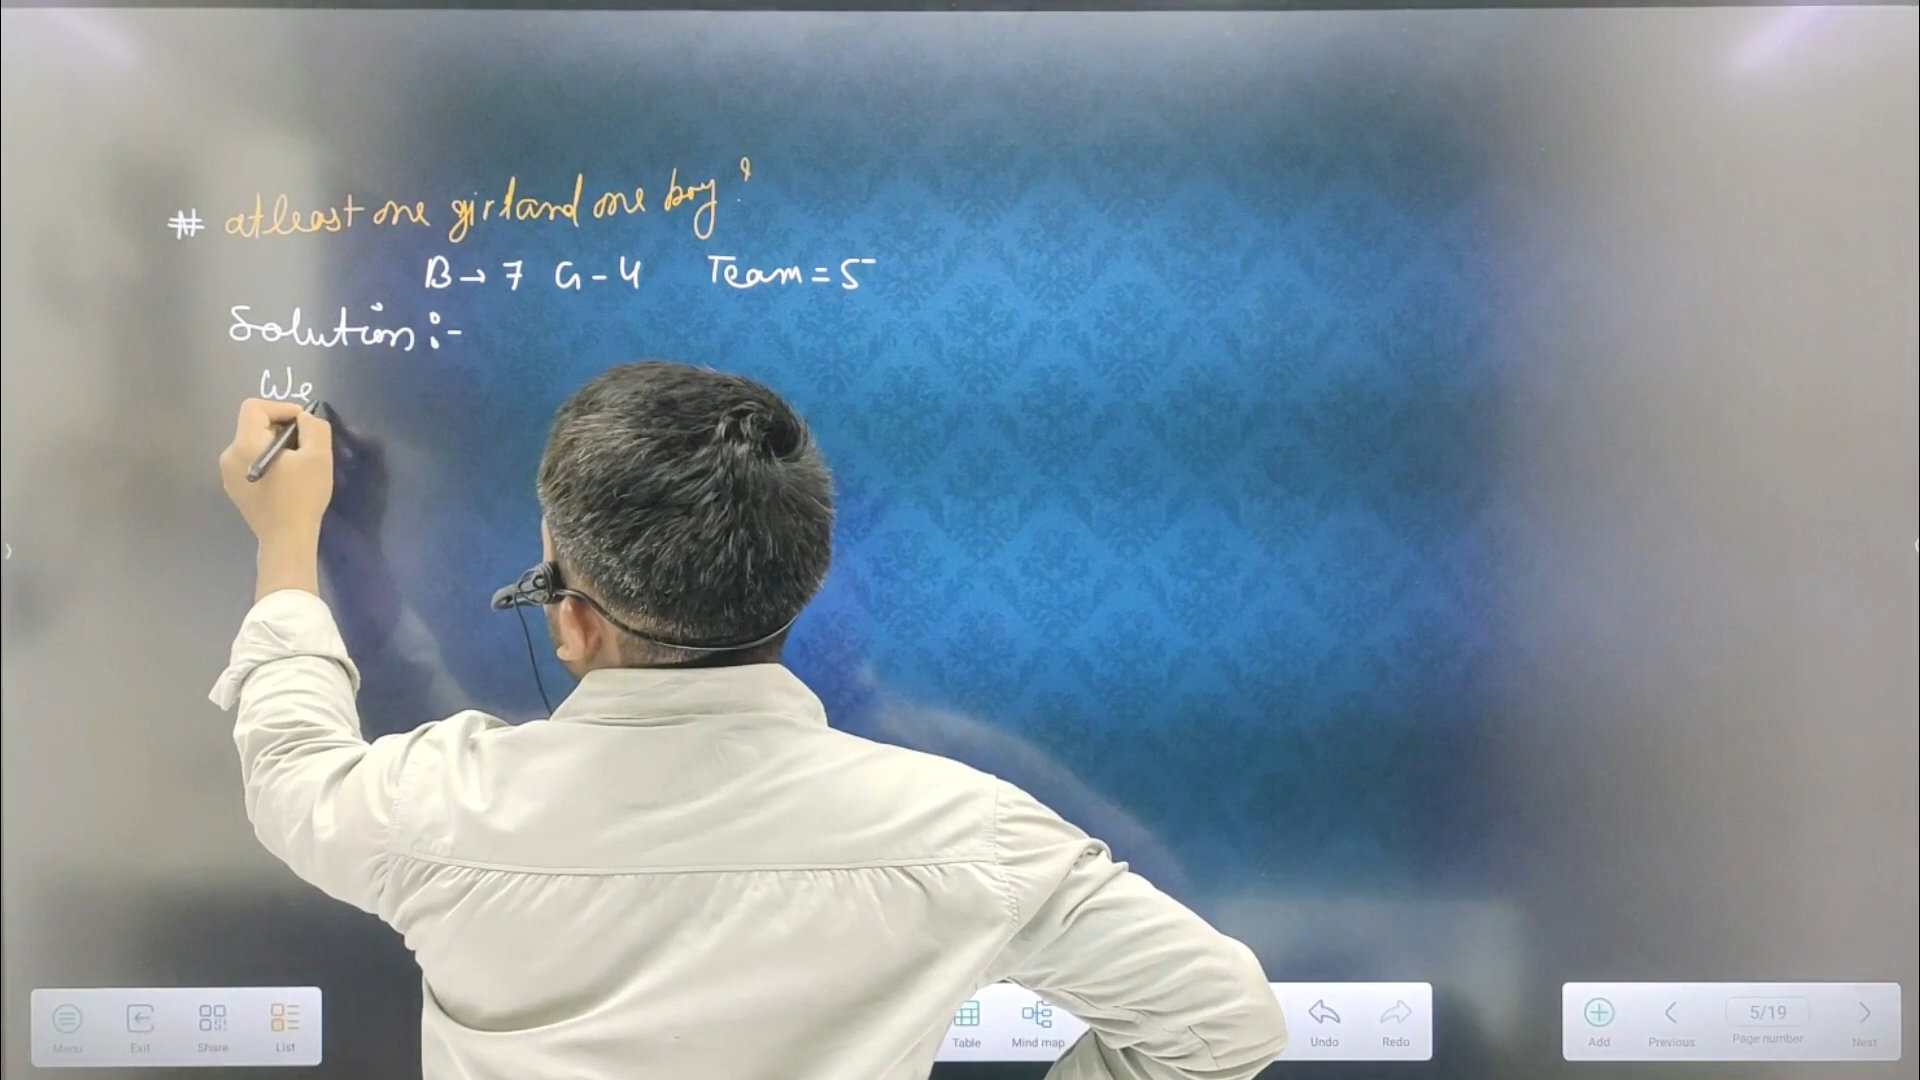 # atleast one girl and one boy?
B → 7 G - 4 Team = 5
Solution :-
We
Menu Exit Share List
Table Mind map Undo Redo
Add Previous 5/19 Page number Next